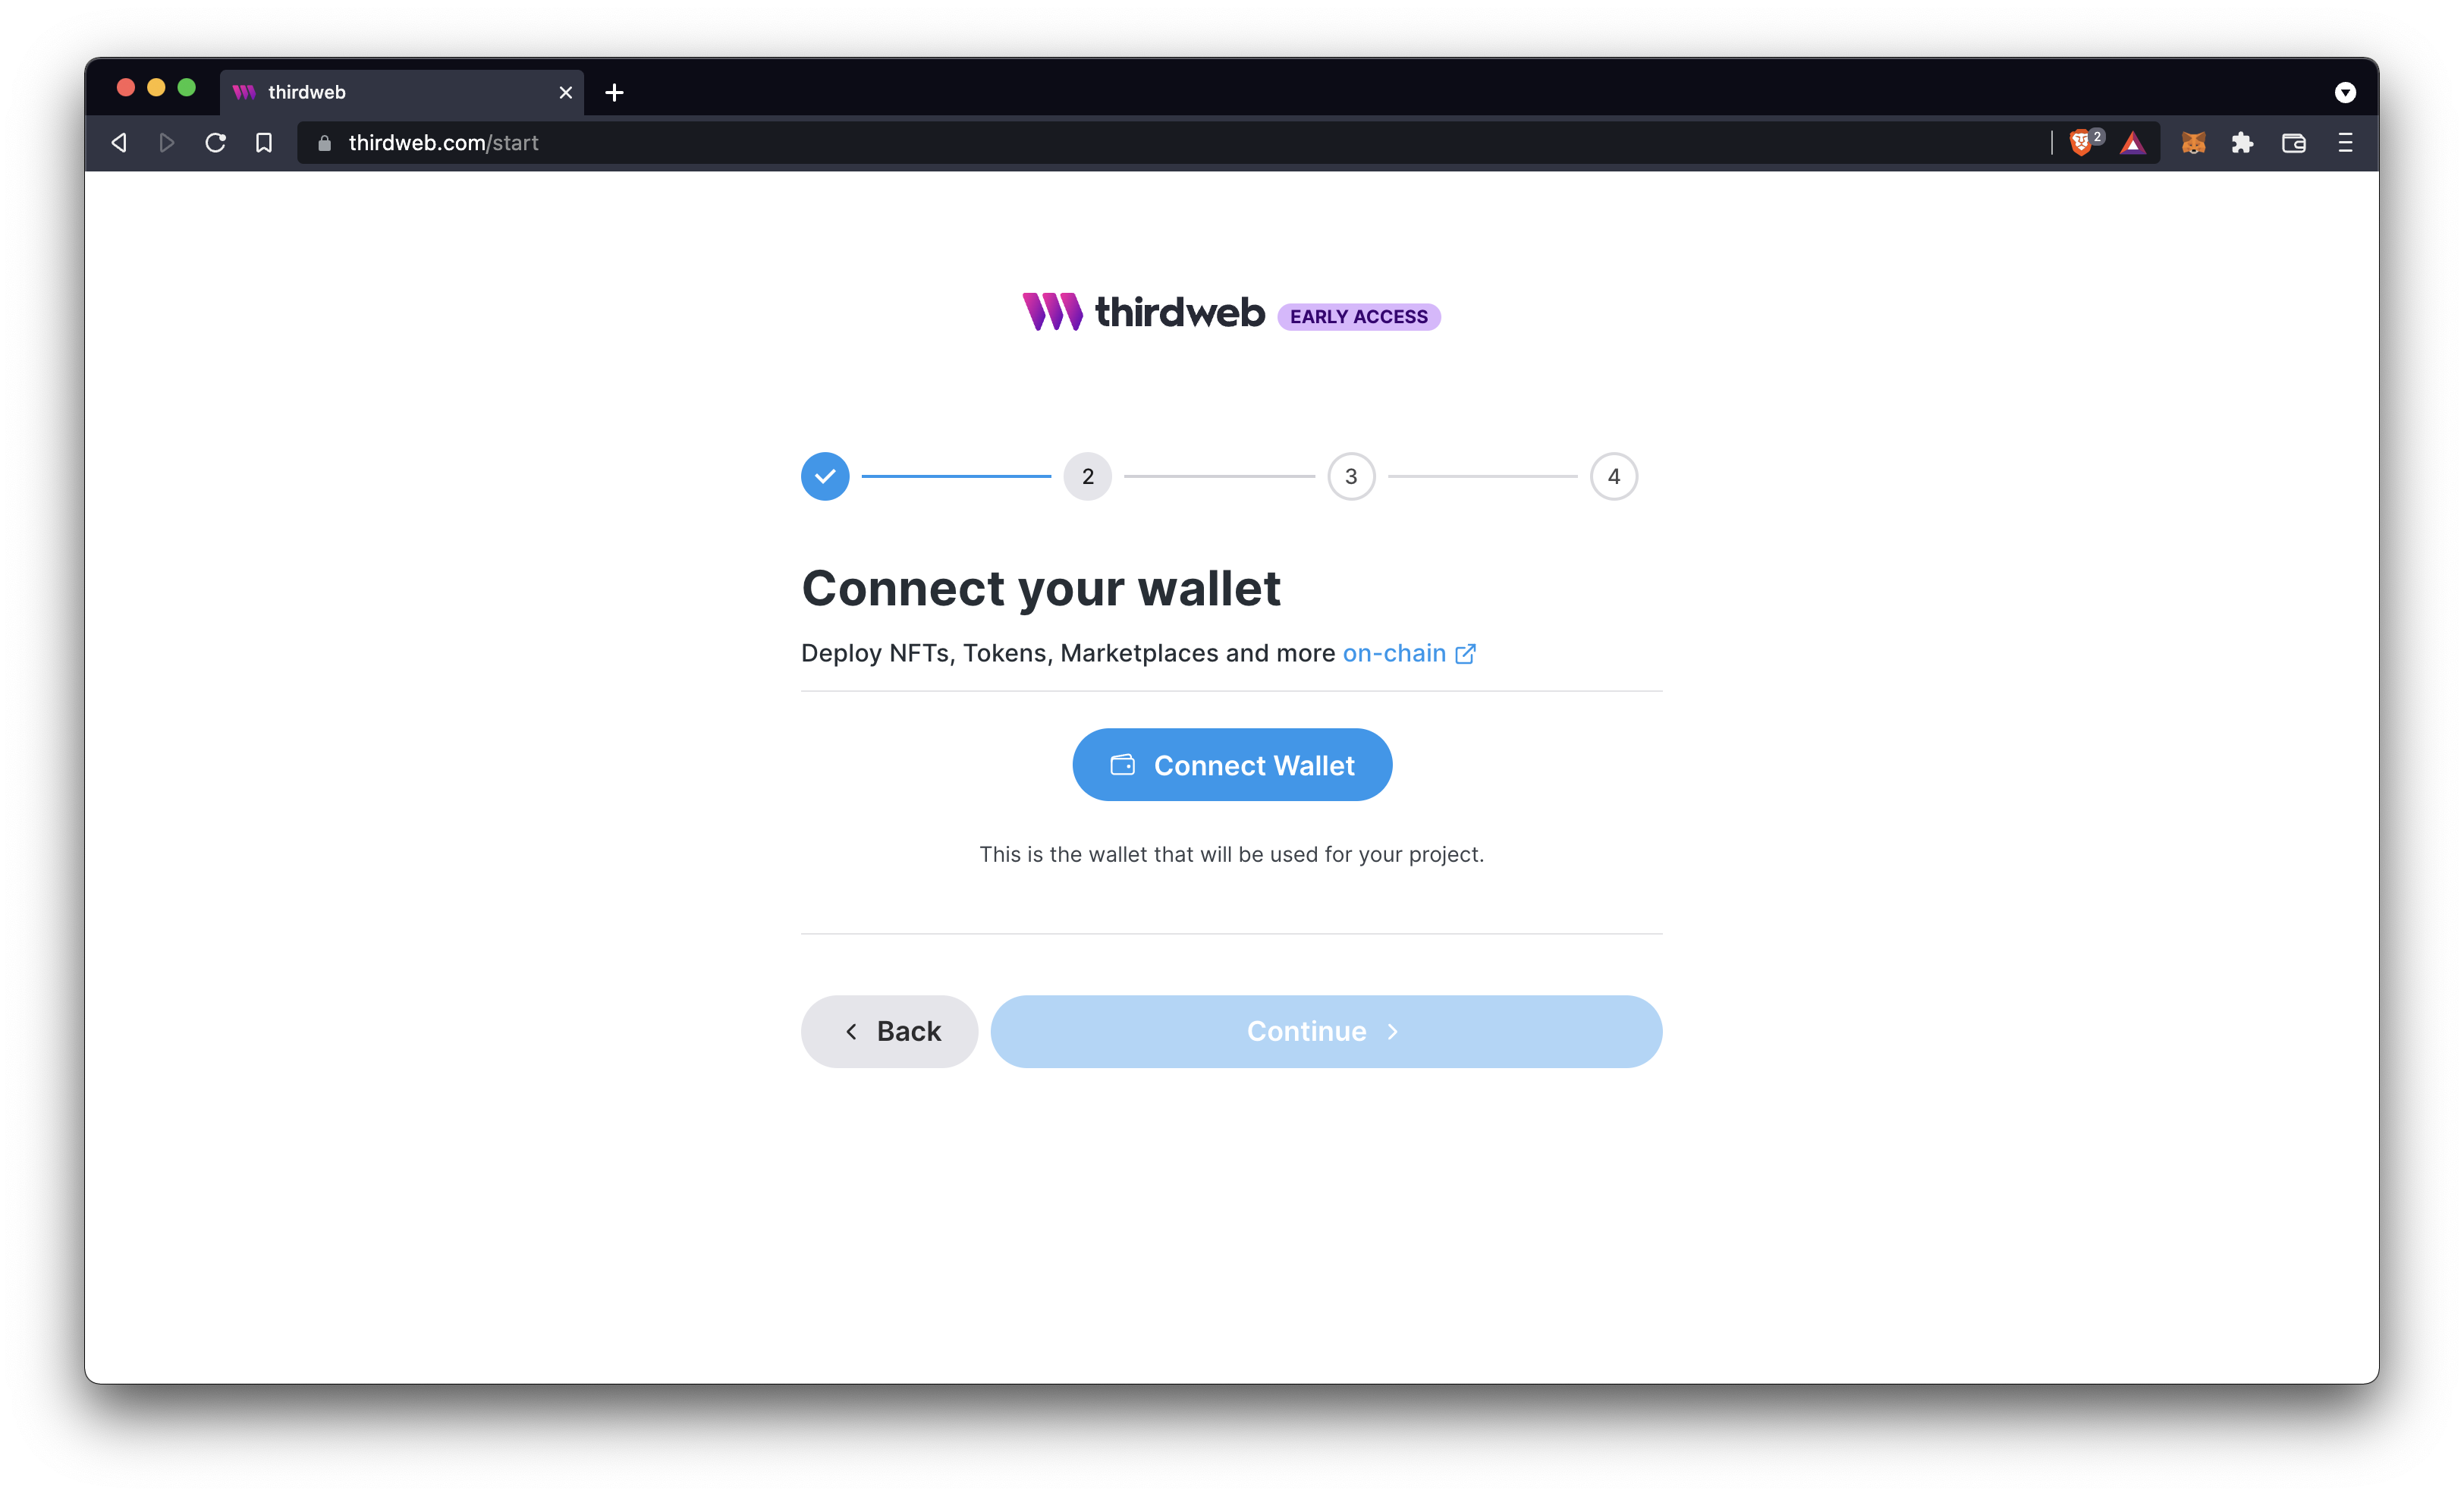 thirdweb
thirdweb.com/start
2
thirdweb EARLY ACCESS
2 3 4
Connect your wallet
Deploy NFTs, Tokens, Marketplaces and more on-chain
Connect Wallet
This is the wallet that will be used for your project.
Back Continue